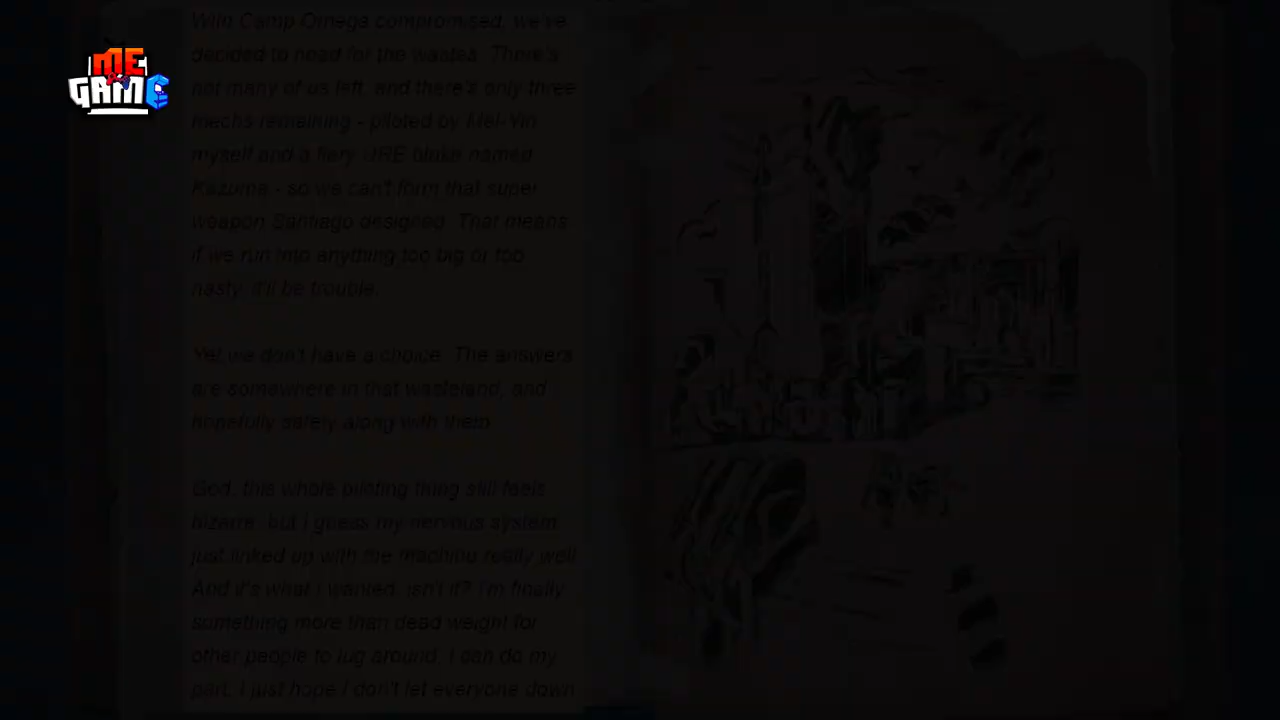 ME
GAME
With Camp Omega compromised, we've
decided to head for the wastes. There's
not many of us left, and there's only three
mechs remaining - piloted by Mei-Yin
myself and a fiery URE bloke named
Kazuma - so we can't form that super
weapon Santiago designed. That means
if we run into anything too big or too
nasty, it'll be trouble.
Yet we don't have a choice. The answers
are somewhere in that wasteland, and
hopefully safety along with them.
God, this whole piloting thing still feels
bizarre, but I guess my nervous system
just linked up with the machine really well.
And it's what I wanted, isn't it? I'm finally
something more than dead weight for
other people to lug around. I can do my
part. I just hope I don't let everyone down